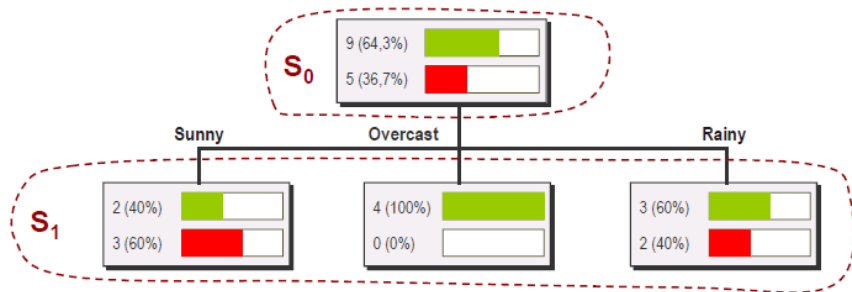 9 (64,3%)
S0
5 (36,7%)
Sunny Overcast Rainy
2 (40%) 4 (100%) 3 (60%)
S1
3 (60%) 0 (0%) 2 (40%)